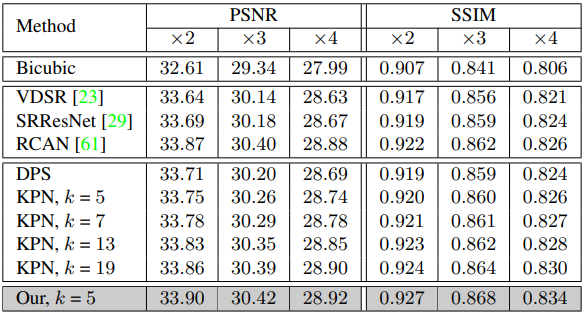 Method PSNR SSIM
×2 ×3 ×4 ×2 ×3 ×4
Bicubic 32.61 29.34 27.99 0.907 0.841 0.806
VDSR [23] 33.64 30.14 28.63 0.917 0.856 0.821
SRResNet [29] 33.69 30.18 28.67 0.919 0.859 0.824
RCAN [61] 33.87 30.40 28.88 0.922 0.862 0.826
DPS 33.71 30.20 28.69 0.919 0.859 0.824
KPN, k = 5 33.75 30.26 28.74 0.920 0.860 0.826
KPN, k = 7 33.78 30.29 28.78 0.921 0.861 0.827
KPN, k = 13 33.83 30.35 28.85 0.923 0.862 0.828
KPN, k = 19 33.86 30.39 28.90 0.924 0.864 0.830
Our, k = 5 33.90 30.42 28.92 0.927 0.868 0.834